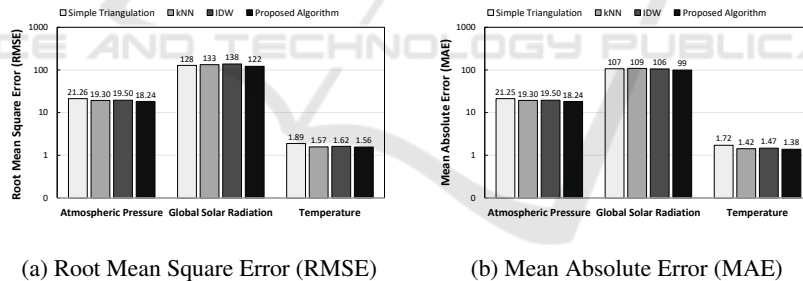 Simple Triangulation kNN IDW Proposed Algorithm
1000
100
10
1
0
Root Mean Square Error (RMSE)
21.26 19.30 19.50 18.24
128 133 138 122
1.89 1.57 1.62 1.56
Atmospheric Pressure Global Solar Radiation Temperature
(a) Root Mean Square Error (RMSE)
Simple Triangulation kNN IDW Proposed Algorithm
1000
100
10
1
0
Mean Absolute Error (MAE)
21.25 19.30 19.50 18.24
107 109 106 99
1.72 1.42 1.47 1.38
Atmospheric Pressure Global Solar Radiation Temperature
(b) Mean Absolute Error (MAE)
AND TECHNOLOGY